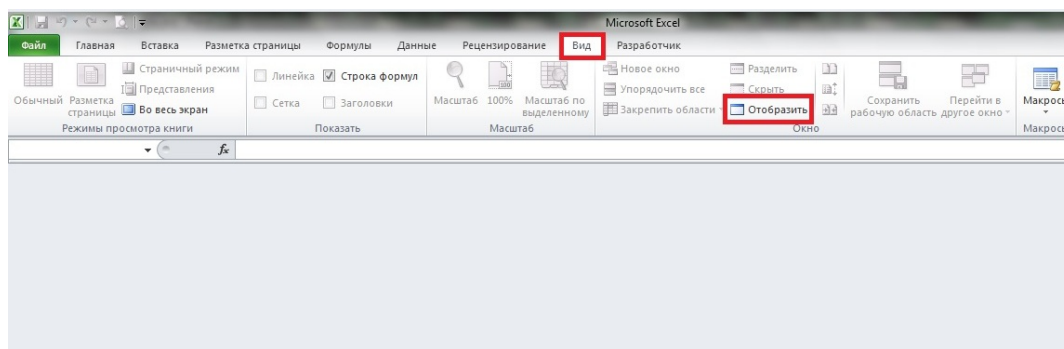 Microsoft Excel
Файл Главная Вставка Разметка страницы Формулы Данные Рецензирование Вид Разработчик
Обычный
Разметка страницы
Страничный режим
Представления
Во весь экран
Режимы просмотра книги
Линейка
Строка формул
Сетка
Заголовки
Показать
Масштаб
100%
Масштаб по выделенному
Масштаб
Новое окно
Упорядочить все
Закрепить области
Разделить
Скрыть
Отобразить
Сохранить рабочую область
Перейти в другое окно
Окно
Макросы
Макросы
fx